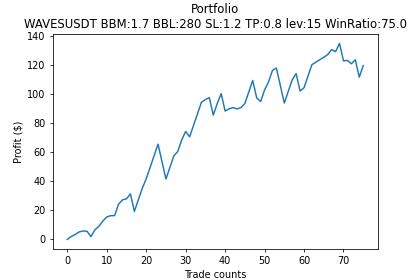 Portfolio
WAVESUSDT BBM:1.7 BBL:280 SL:1.2 TP:0.8 lev:15 WinRatio:75.0
140
120
100
80
60
40
20
0
Profit ($)
0 10 20 30 40 50 60 70
Trade counts